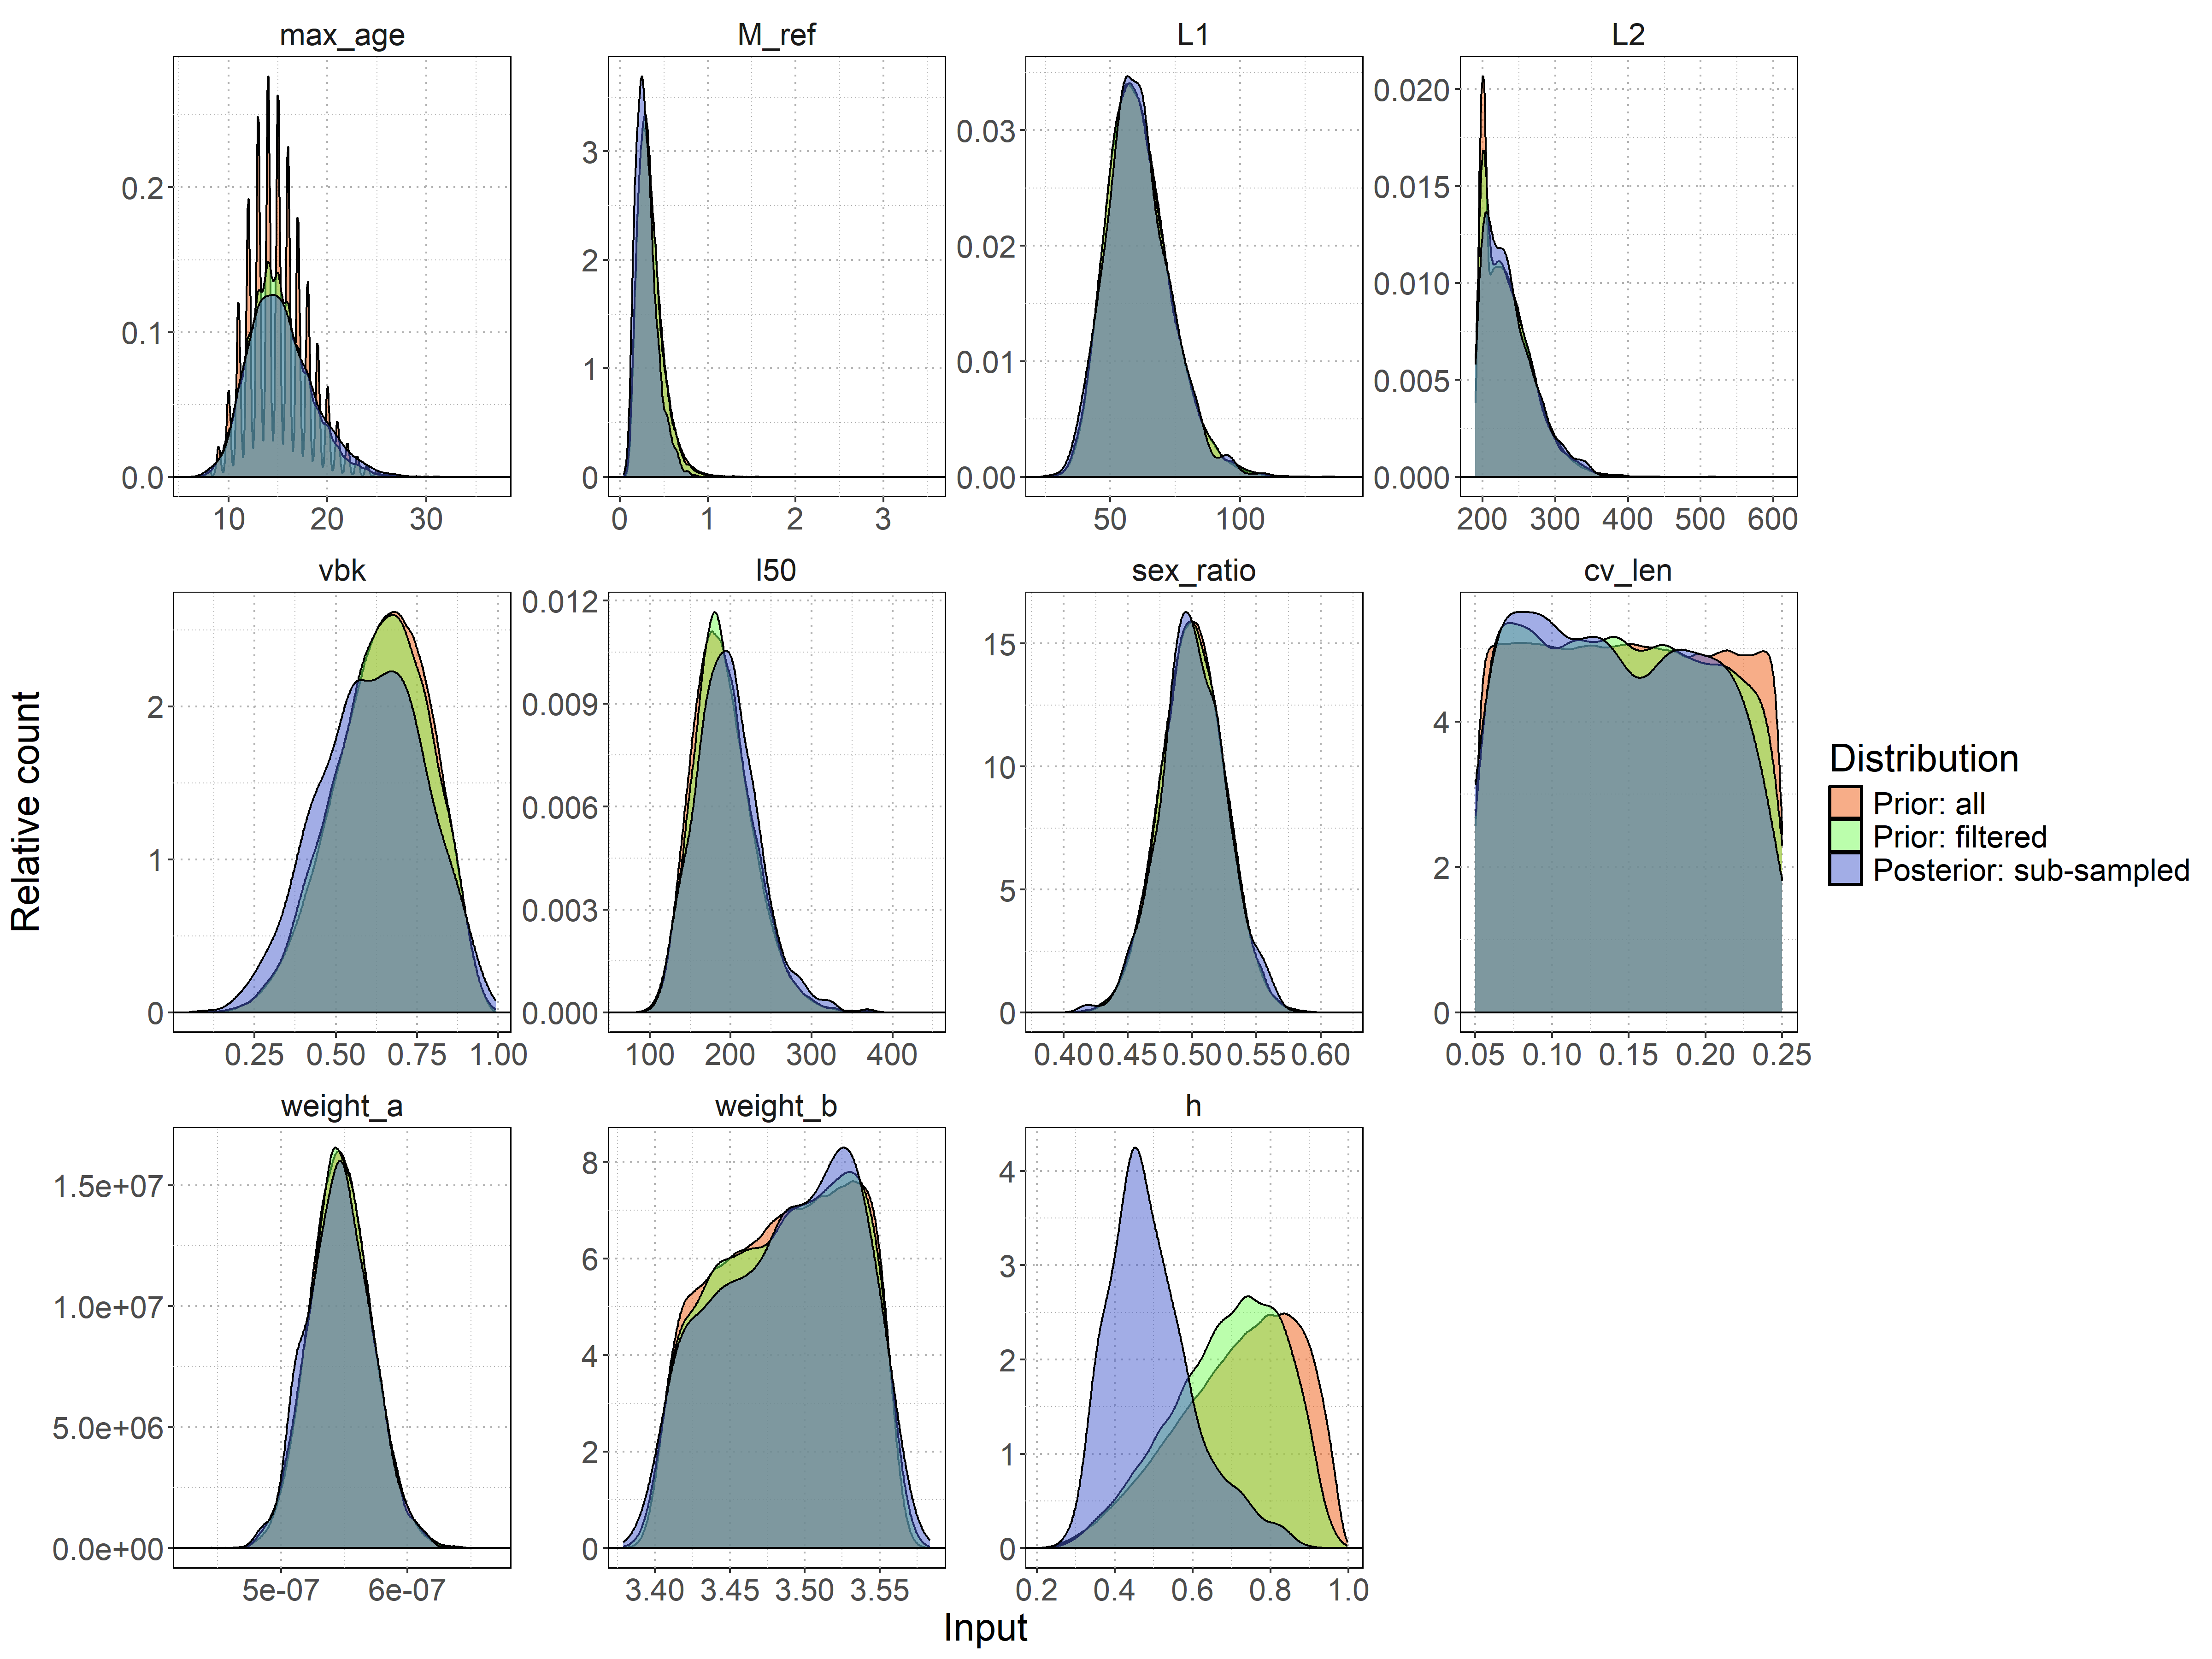 max_age M_ref L1 L2
0.2
0.1
0.0
10 20 30
3
2
1
0
0 1 2 3
0.03
0.02
0.01
0.00
50 100
0.020
0.015
0.010
0.005
0.000
200 300 400 500 600
vbk l50 sex_ratio cv_len
2
1
0
0.25 0.50 0.75 1.00
0.012
0.009
0.006
0.003
0.000
100 200 300 400
15
10
5
0
0.40 0.45 0.50 0.55 0.60
4
2
0
0.05 0.10 0.15 0.20 0.25
weight_a weight_b h
1.5e+07
1.0e+07
5.0e+06
0.0e+00
5e-07 6e-07
8
6
4
2
0
3.40 3.45 3.50 3.55
4
3
2
1
0
0.2 0.4 0.6 0.8 1.0
Relative count
Input
Distribution
Prior: all
Prior: filtered
Posterior: sub-sampled